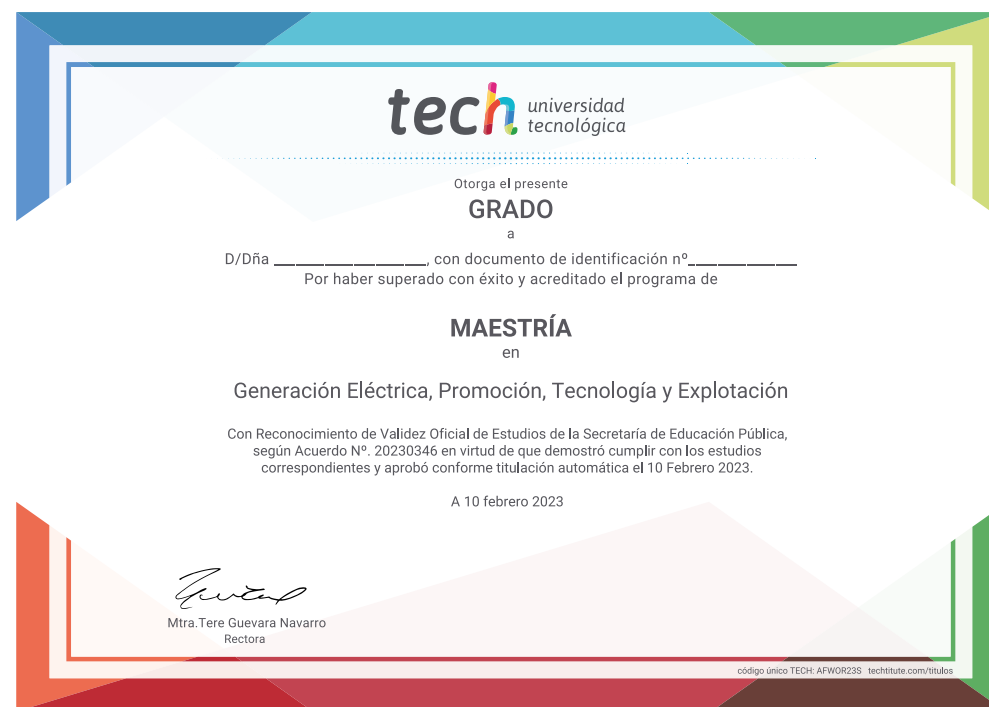 tech universidad
tecnológica
Otorga el presente
GRADO
a
D/Dña ________________, con documento de identificación nº___________
Por haber superado con éxito y acreditado el programa de
MAESTRÍA
en
Generación Eléctrica, Promoción, Tecnología y Explotación
Con Reconocimiento de Validez Oficial de Estudios de la Secretaría de Educación Pública,
según Acuerdo Nº. 20230346 en virtud de que demostró cumplir con los estudios
correspondientes y aprobó conforme titulación automática el 10 Febrero 2023.
A 10 febrero 2023
Mtra.Tere Guevara Navarro
Rectora
código único TECH: AFWOR23S techtitute.com/titulos